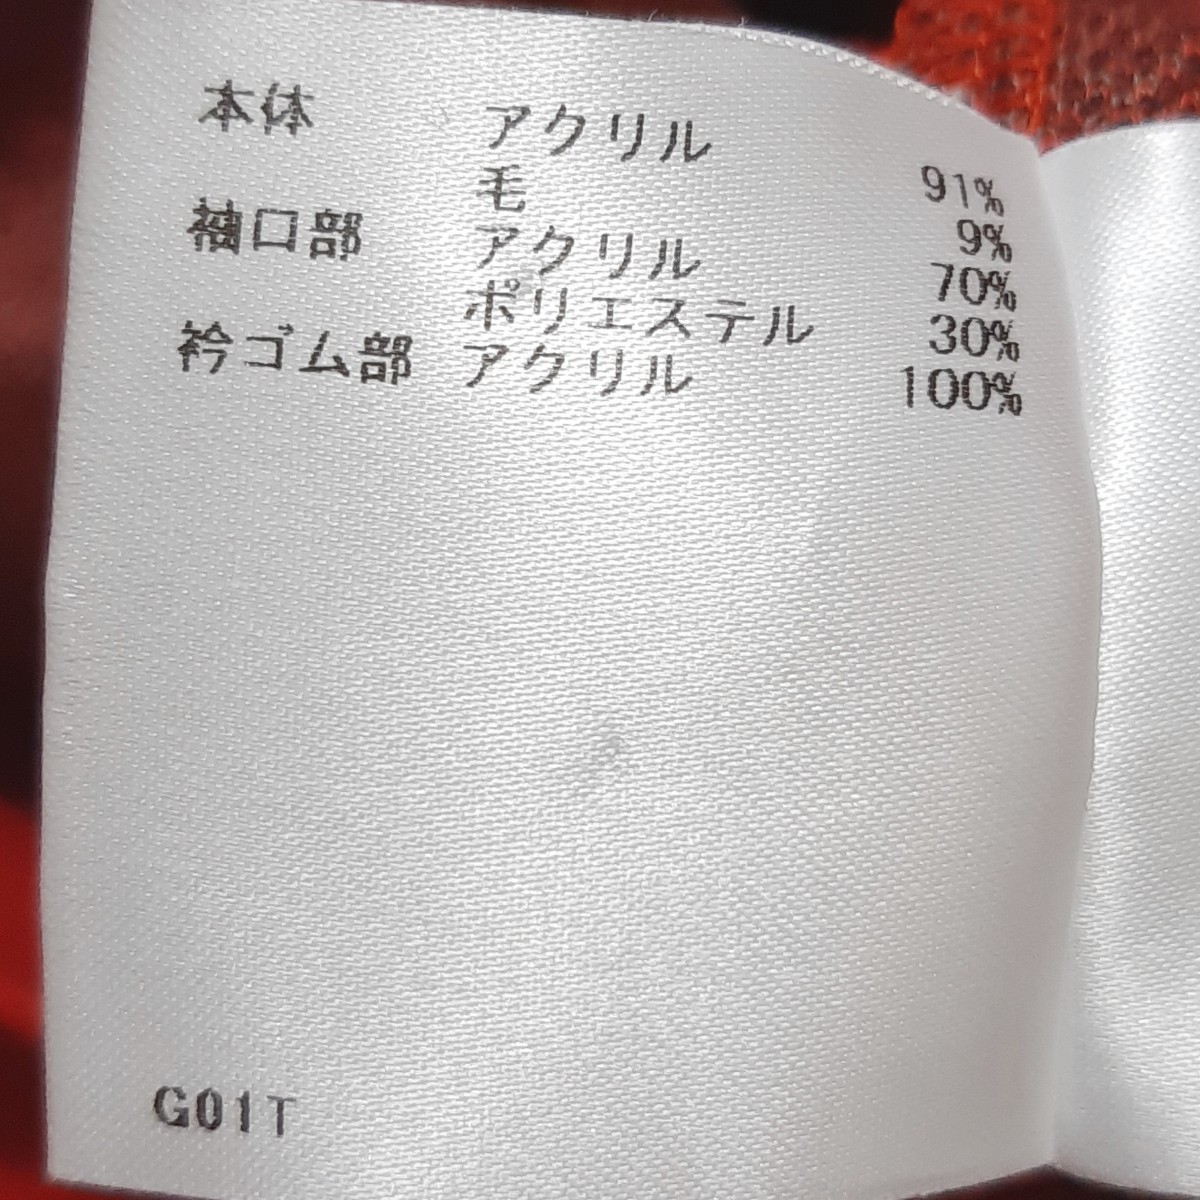 本体 アクリル 91%
毛 9%
袖口部 アクリル 70%
ポリエステル 30%
衿ゴム部 アクリル 100%
G01T